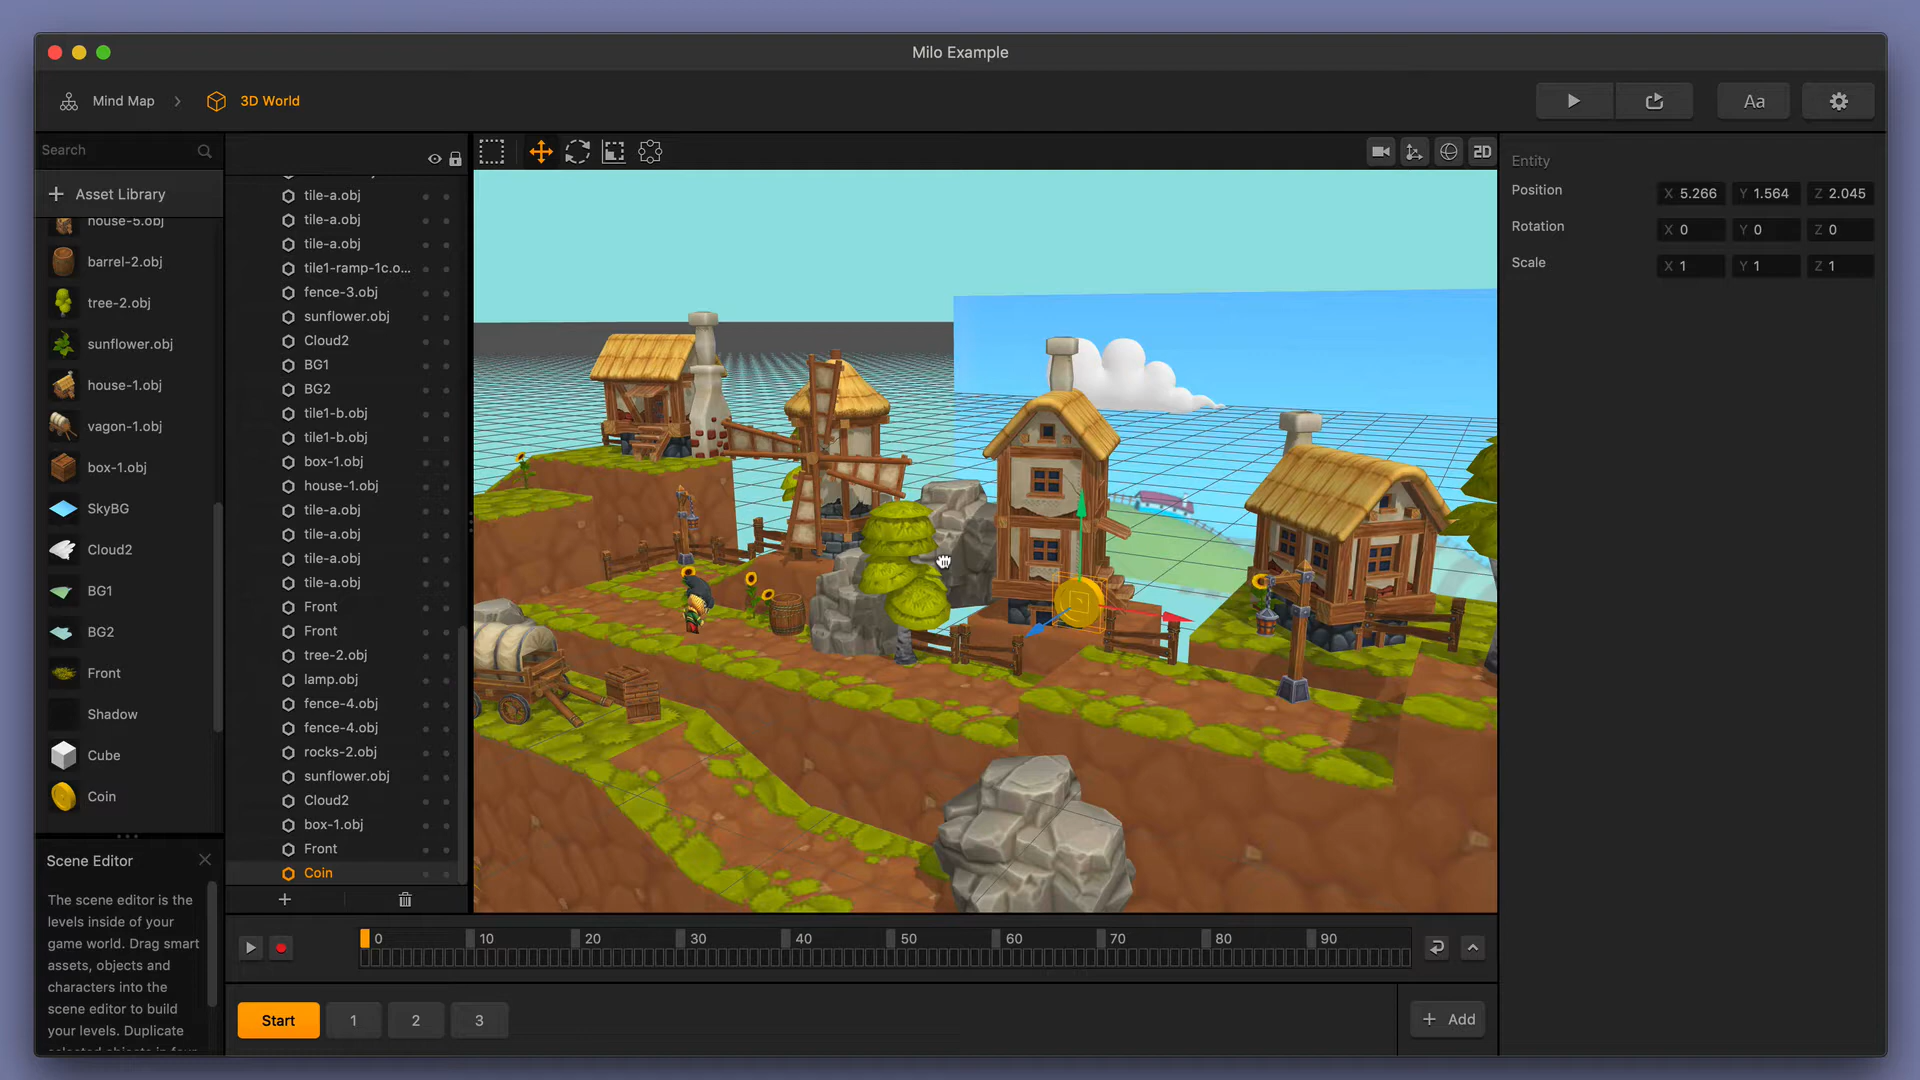 Milo Example
Mind Map
3D World
Aa
Search
Asset Library
house-5.obj
barrel-2.obj
tree-2.obj
sunflower.obj
house-1.obj
vagon-1.obj
box-1.obj
SkyBG
Cloud2
BG1
BG2
Front
Shadow
Cube
Coin
Scene Editor
The scene editor is the
levels inside of your
game world. Drag smart
assets, objects and
characters into the
scene editor to build
your levels. Duplicate
tile-a.obj
tile-a.obj
tile-a.obj
tile1-ramp-1c.o...
fence-3.obj
sunflower.obj
Cloud2
BG1
BG2
tile1-b.obj
tile1-b.obj
box-1.obj
house-1.obj
tile-a.obj
tile-a.obj
tile-a.obj
tile-a.obj
Front
Front
tree-2.obj
lamp.obj
fence-4.obj
fence-4.obj
rocks-2.obj
sunflower.obj
Cloud2
box-1.obj
Front
Coin
2D
Entity
Position X 5.266 Y 1.564 Z 2.045
Rotation X 0 Y 0 Z 0
Scale X 1 Y 1 Z 1
0 10 20 30 40 50 60 70 80 90
Start 1 2 3
Add